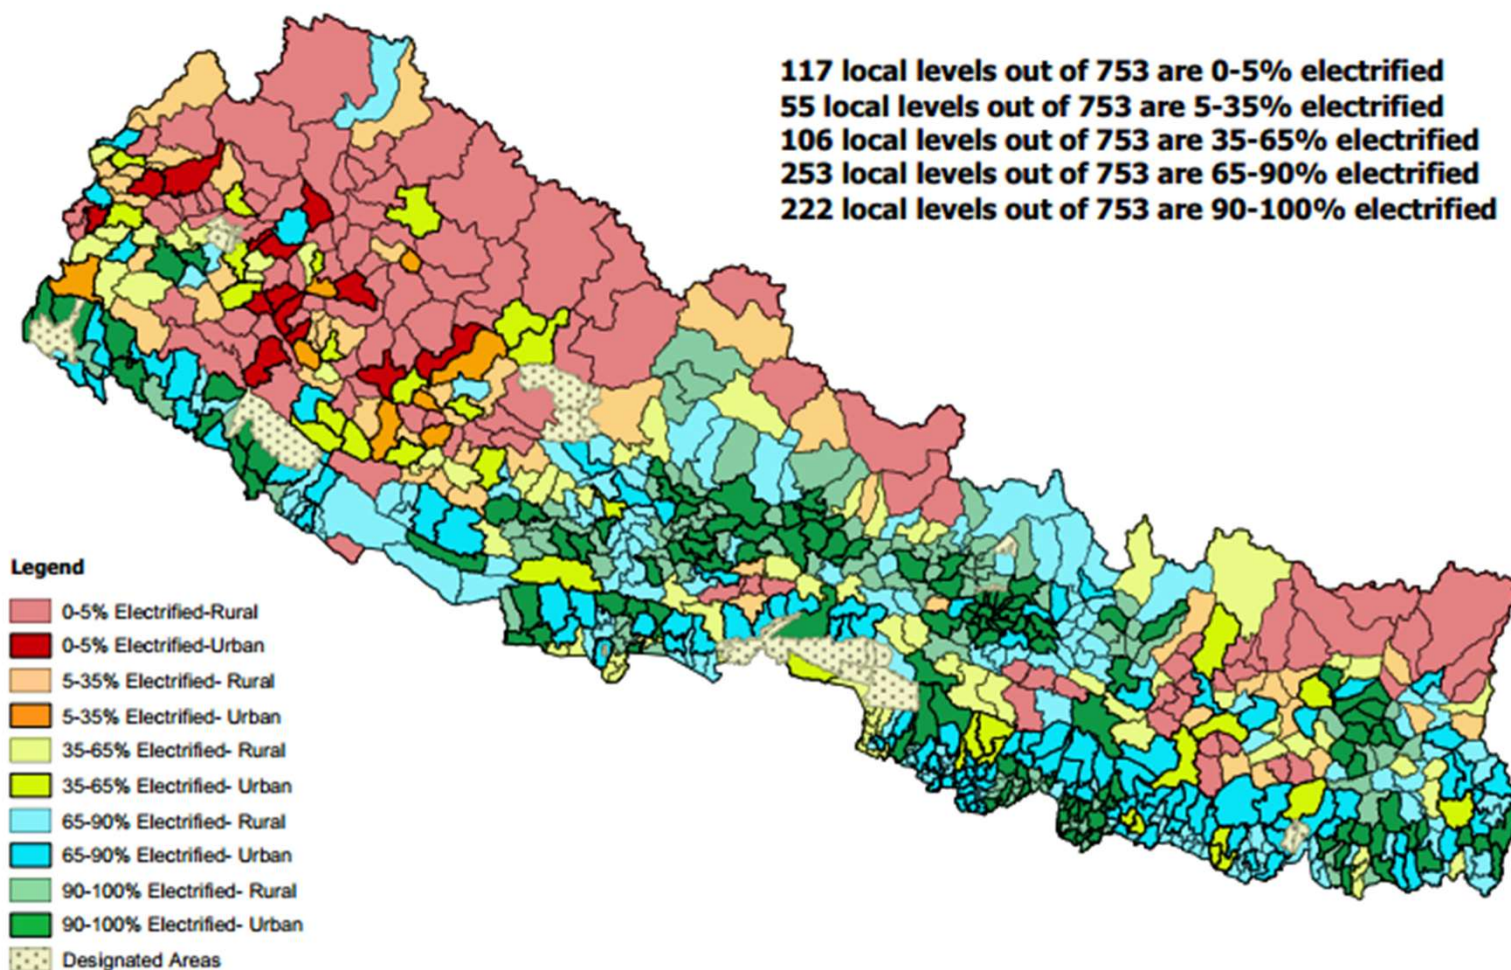 117 local levels out of 753 are 0-5% electrified
55 local levels out of 753 are 5-35% electrified
106 local levels out of 753 are 35-65% electrified
253 local levels out of 753 are 65-90% electrified
222 local levels out of 753 are 90-100% electrified
Legend
0-5% Electrified-Rural
0-5% Electrified-Urban
5-35% Electrified- Rural
5-35% Electrified- Urban
35-65% Electrified- Rural
35-65% Electrified- Urban
65-90% Electrified- Rural
65-90% Electrified- Urban
90-100% Electrified- Rural
90-100% Electrified- Urban
Designated Areas